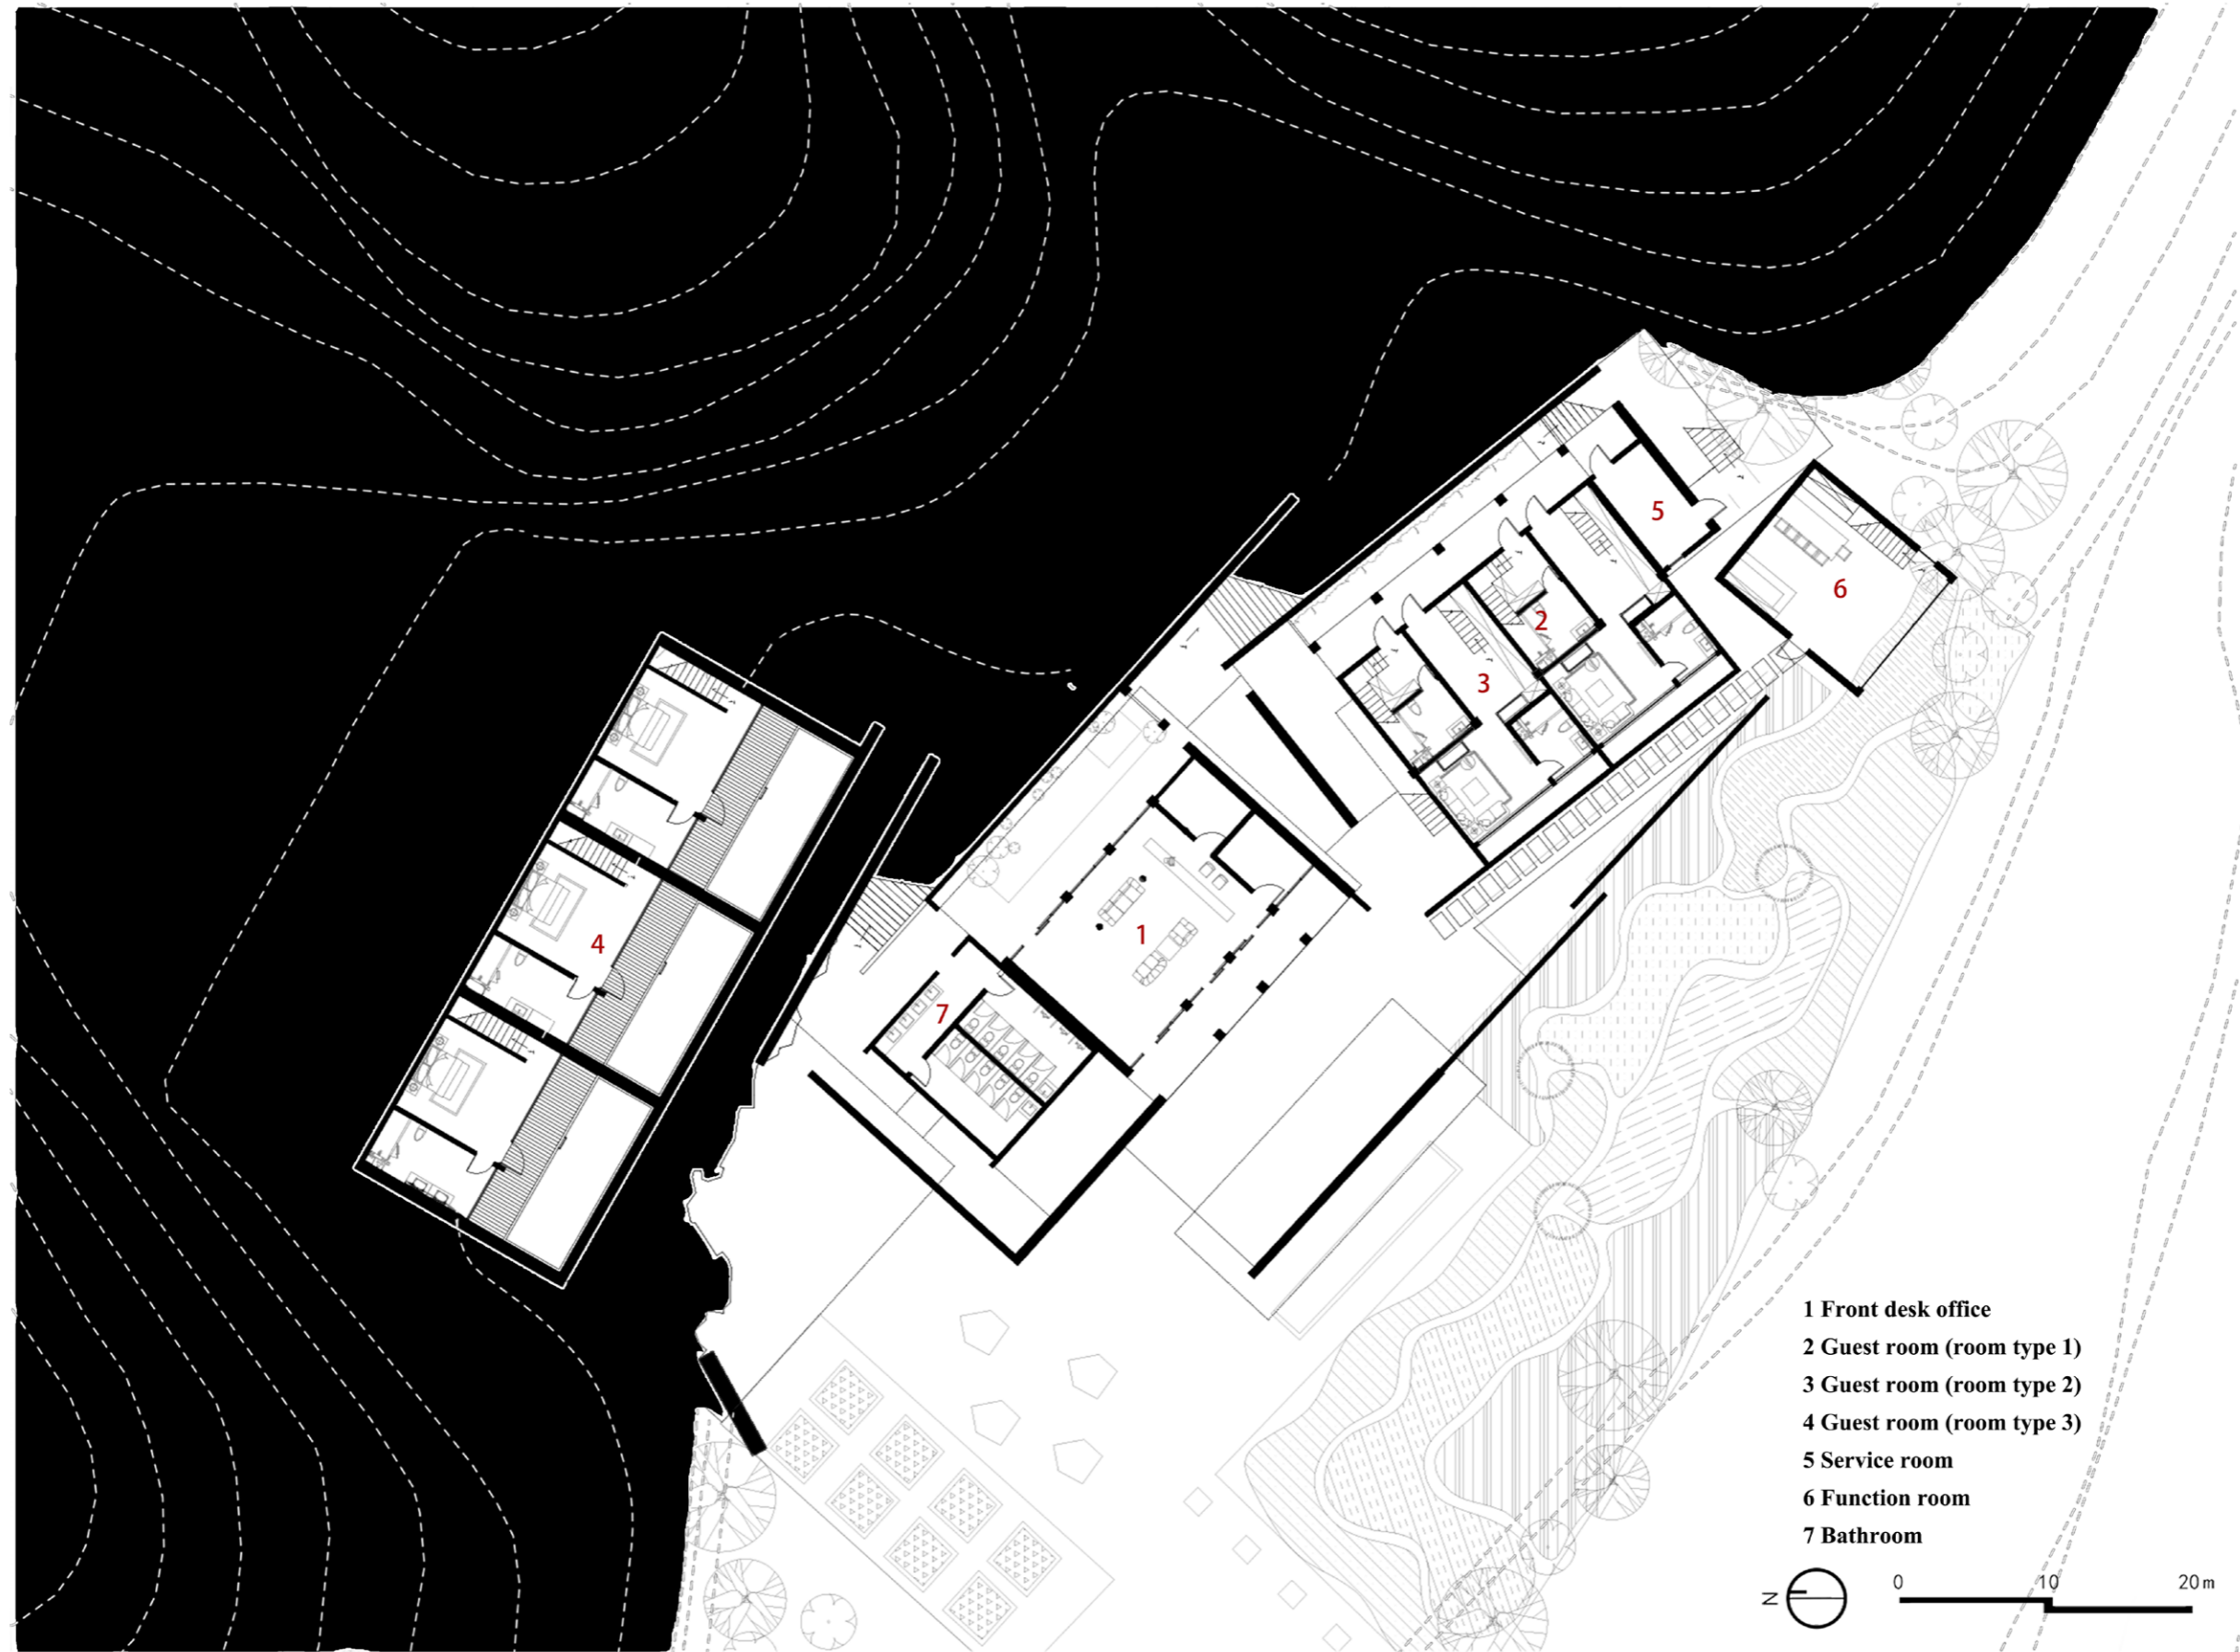 5
6
2
3
4
1
7
1 Front desk office
2 Guest room (room type 1)
3 Guest room (room type 2)
4 Guest room (room type 3)
5 Service room
6 Function room
7 Bathroom
N
0 10 20m